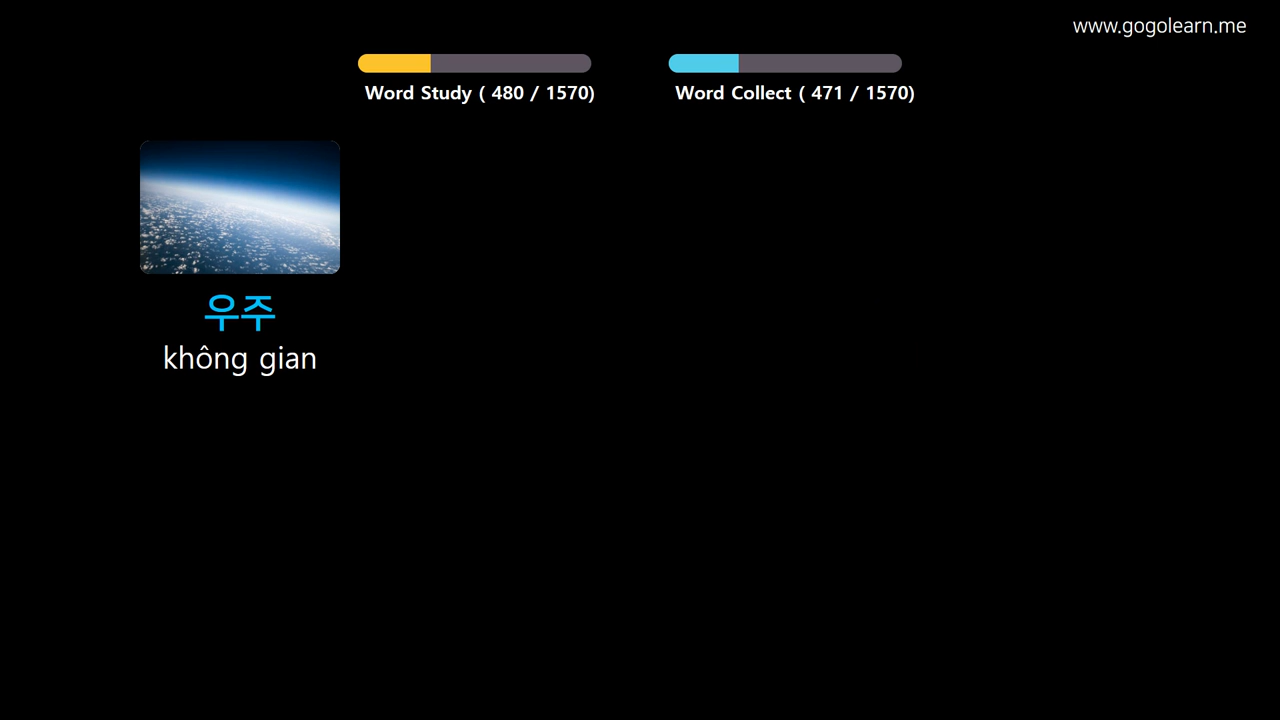 www.gogolearn.me
Word Study ( 480 / 1570)
Word Collect ( 471 / 1570)
우주
không gian